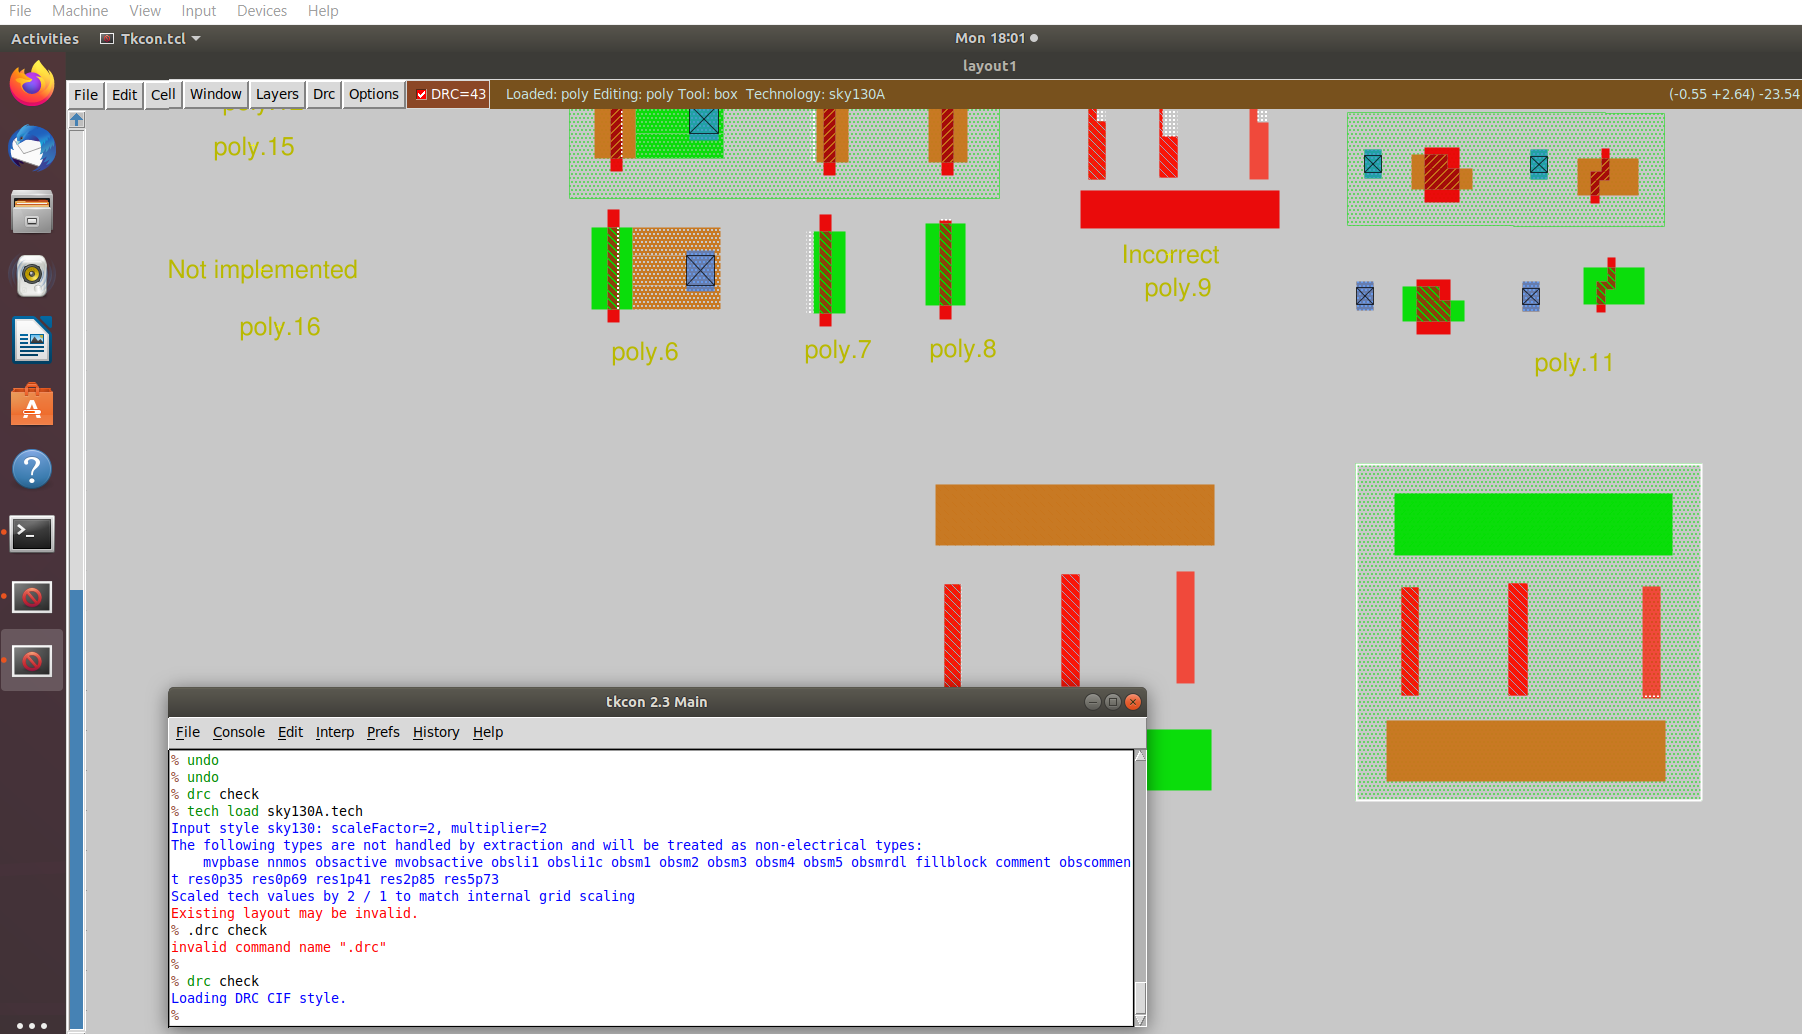 File Machine View Input Devices Help
Activities Tkcon.tcl Mon 18:01
layout1
File Edit Cell Window Layers Drc Options DRC=43 Loaded: poly Editing: poly Tool: box Technology: sky130A (-0.55 +2.64) -23.54
poly.15
Incorrect
poly.9
Not implemented
poly.16
poly.6
poly.7
poly.8
poly.11
tkcon 2.3 Main
File Console Edit Interp Prefs History Help
% undo
% undo
% drc check
% tech load sky130A.tech
Input style sky130: scaleFactor=2, multiplier=2
The following types are not handled by extraction and will be treated as non-electrical types:
mvpbase nnmos obsactive mvobsactive obsli1 obsli1c obsm1 obsm2 obsm3 obsm4 obsm5 obsmrdl fillblock comment obscommen
t res0p35 res0p69 res1p41 res2p85 res5p73
Scaled tech values by 2 / 1 to match internal grid scaling
Existing layout may be invalid.
% .drc check
invalid command name ".drc"
%
% drc check
Loading DRC CIF style.
%